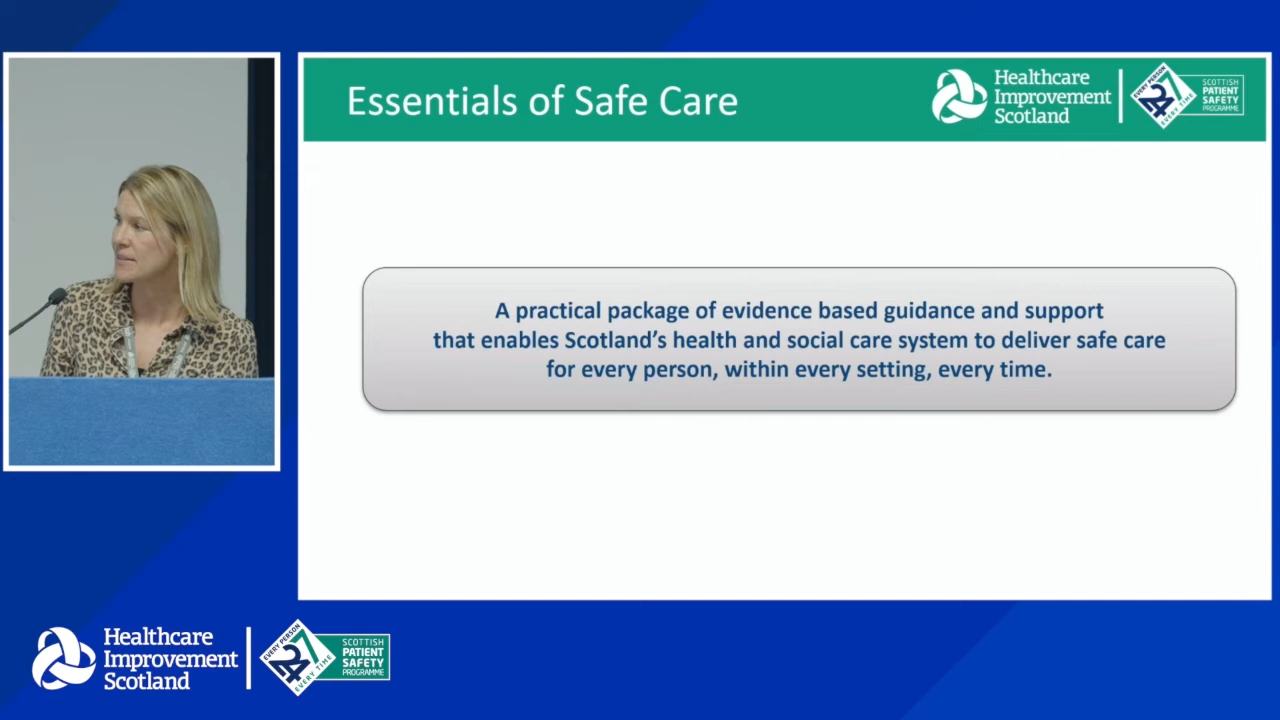 Essentials of Safe Care
Healthcare
Improvement
Scotland
EVERY PERSON
24
7
EVERY TIME
SCOTTISH
PATIENT
SAFETY
PROGRAMME
A practical package of evidence based guidance and support
that enables Scotland’s health and social care system to deliver safe care
for every person, within every setting, every time.
Healthcare
Improvement
Scotland
EVERY PERSON
24
7
EVERY TIME
SCOTTISH
PATIENT
SAFETY
PROGRAMME